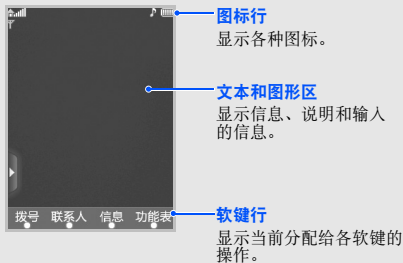 图标行
显示各种图标。
文本和图形区
显示信息、说明和输入
的信息。
拨号 联系人 信息 功能表
软键行
显示当前分配给各软键的
操作。